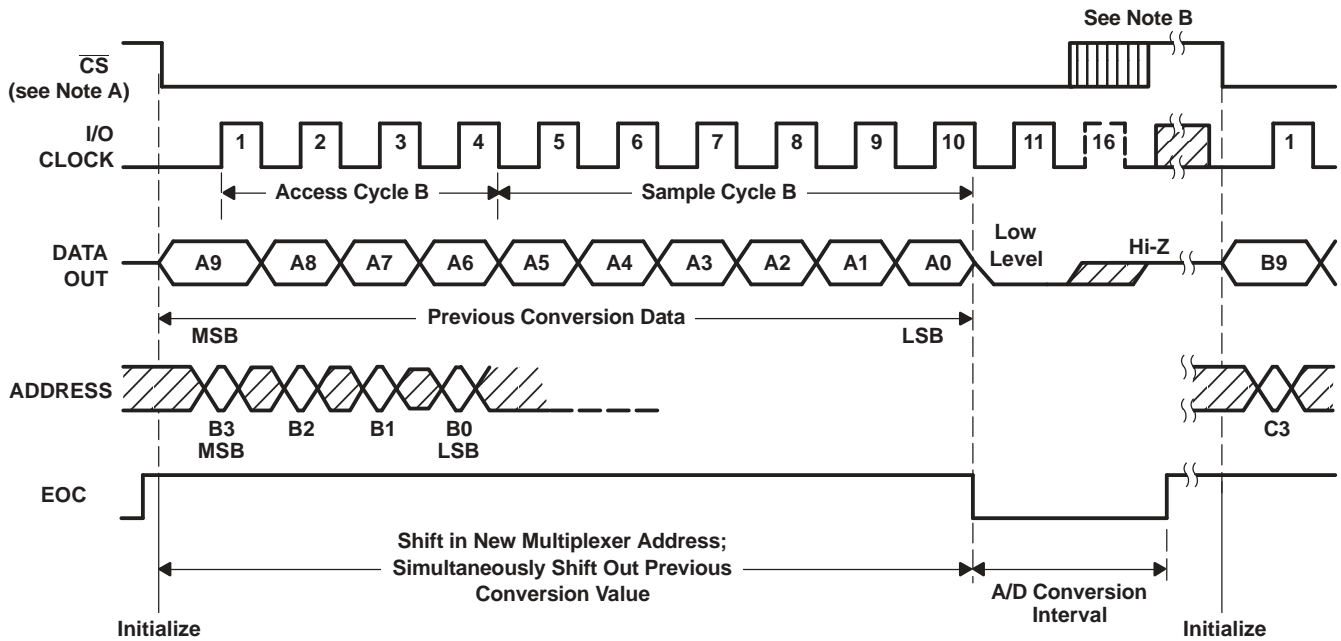 See Note B
CS
(see Note A)
I/O
CLOCK
1 2 3 4 5 6 7 8 9 10 11 16 1
Access Cycle B Sample Cycle B
DATA
OUT
A9 A8 A7 A6 A5 A4 A3 A2 A1 A0
Low
Level
Hi-Z
B9
Previous Conversion Data
MSB LSB
ADDRESS
B3 B2 B1 B0 C3
MSB LSB
EOC
Shift in New Multiplexer Address;
Simultaneously Shift Out Previous
Conversion Value
A/D Conversion
Interval
Initialize Initialize